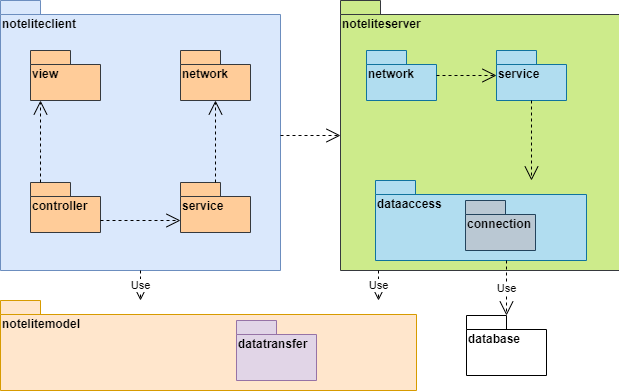 noteliteclient
noteliteserver
view
network
network
service
controller
service
dataaccess
connection
Use
Use
Use
notelitemodel
datatransfer
database